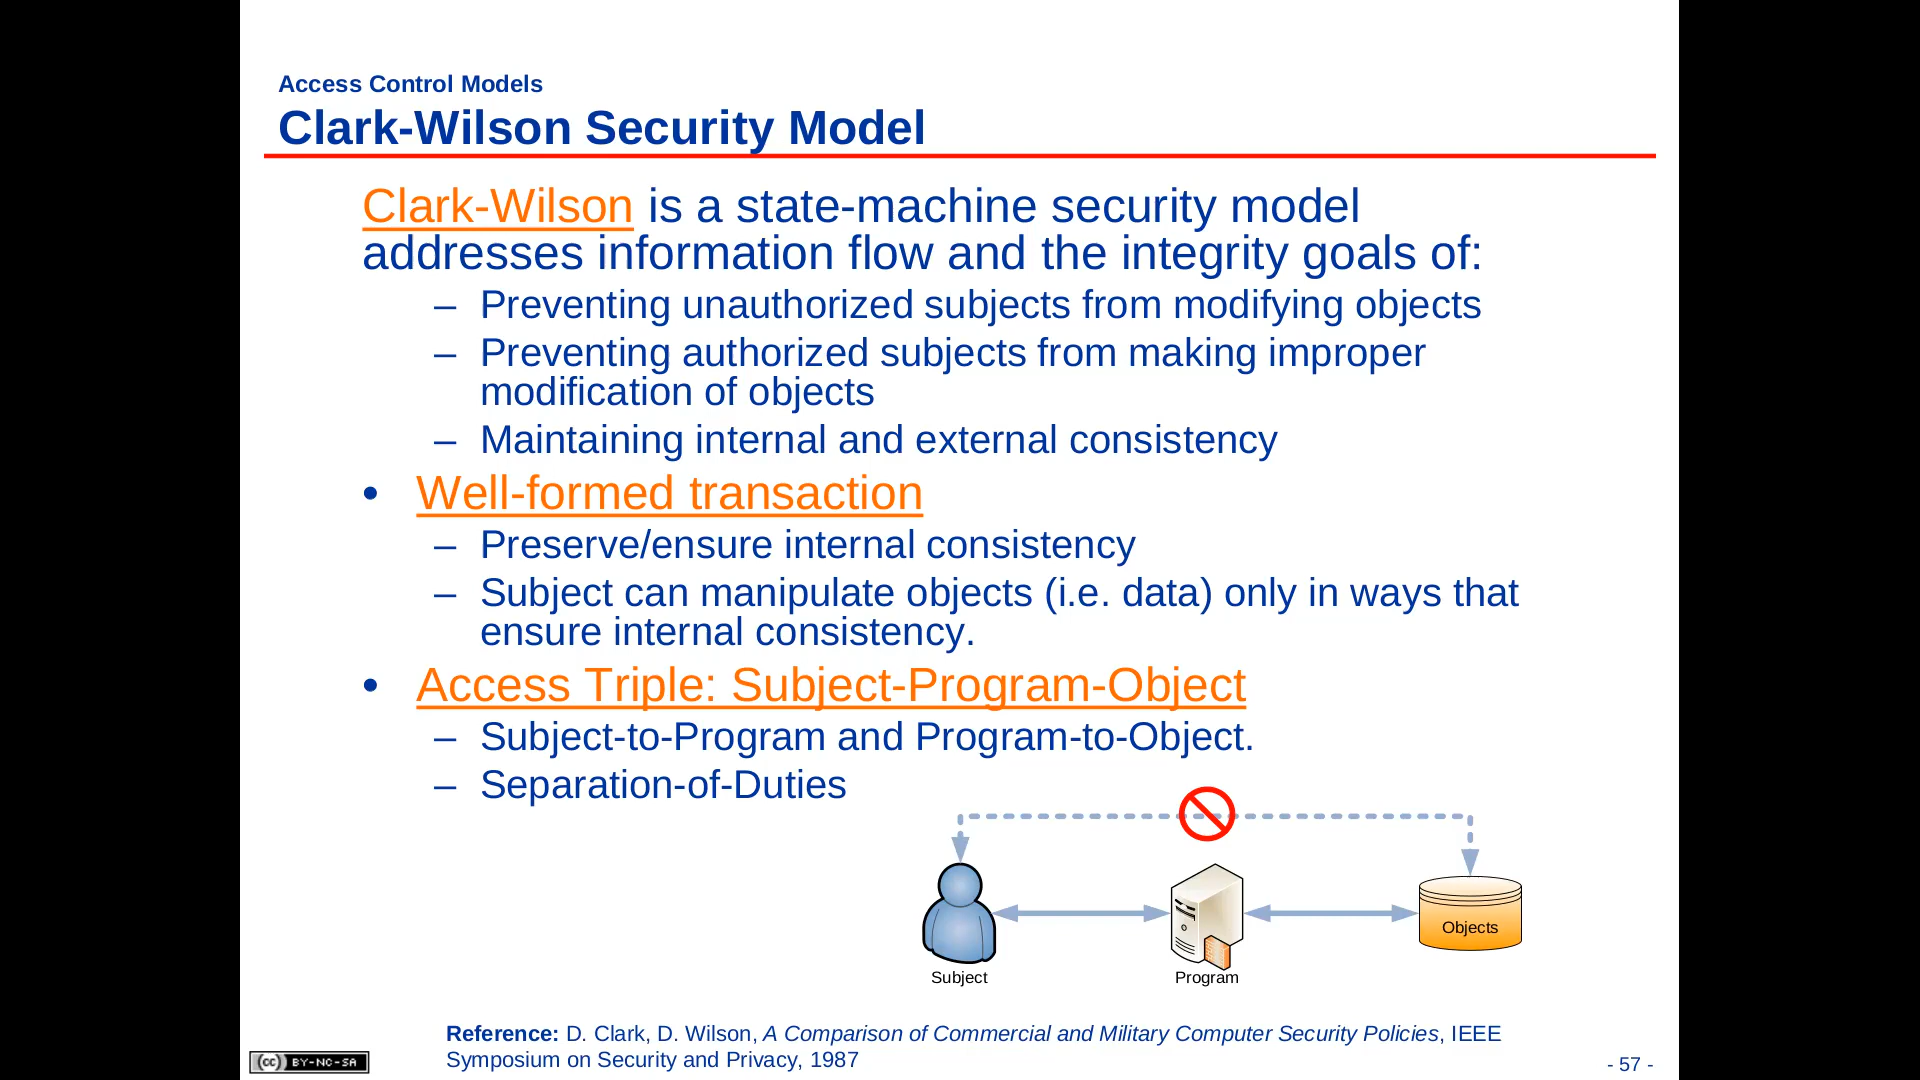 Access Control Models
Clark-Wilson Security Model
Clark-Wilson is a state-machine security model
addresses information flow and the integrity goals of:
– Preventing unauthorized subjects from modifying objects
– Preventing authorized subjects from making improper
modification of objects
– Maintaining internal and external consistency
• Well-formed transaction
– Preserve/ensure internal consistency
– Subject can manipulate objects (i.e. data) only in ways that
ensure internal consistency.
• Access Triple: Subject-Program-Object
– Subject-to-Program and Program-to-Object.
– Separation-of-Duties
Objects
Subject
Program
Reference: D. Clark, D. Wilson, A Comparison of Commercial and Military Computer Security Policies, IEEE
Symposium on Security and Privacy, 1987
(cc) BY-NC-SA
- 57 -